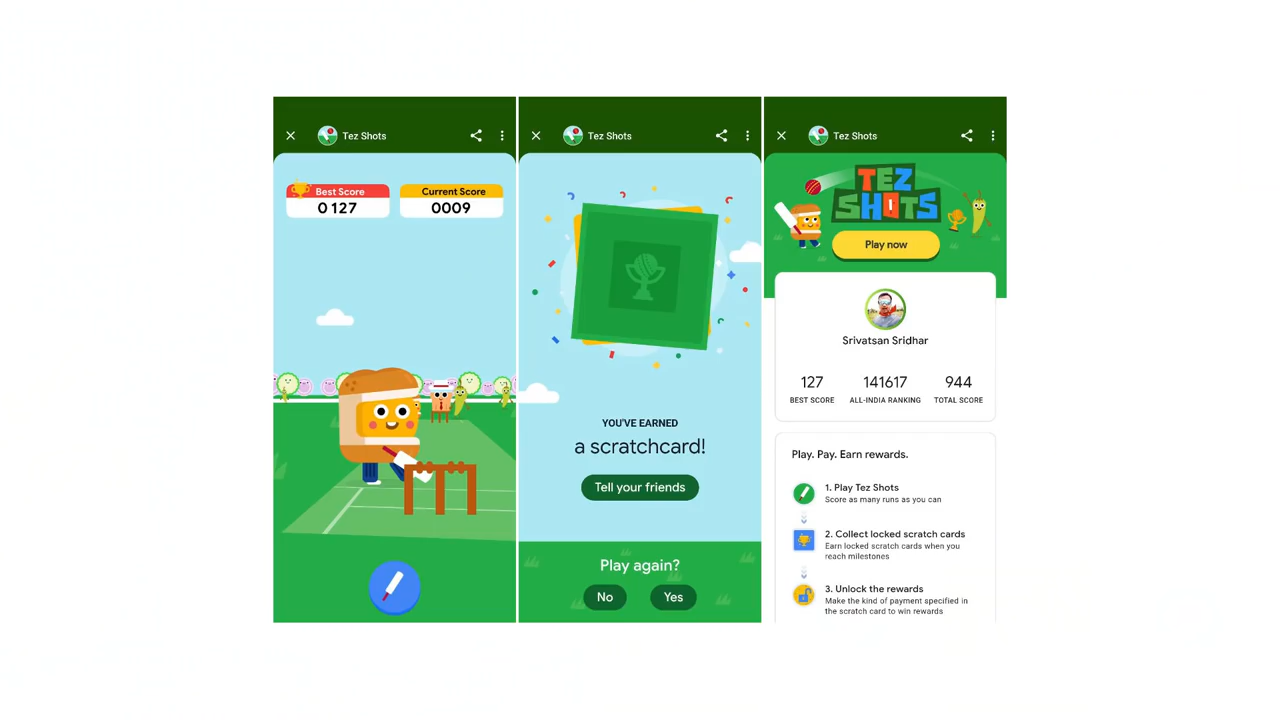 Tez Shots
Best Score
Current Score
0 127
0009
Tez Shots
YOU'VE EARNED
a scratchcard!
Tell your friends
Play again?
No
Yes
Tez Shots
TEZ
SHOTS
Play now
Srivatsan Sridhar
127
141617
944
BEST SCORE
ALL-INDIA RANKING
TOTAL SCORE
Play. Pay. Earn rewards.
1. Play Tez Shots
Score as many runs as you can
2. Collect locked scratch cards
Earn locked scratch cards when you
reach milestones
3. Unlock the rewards
Make the kind of payment specified in
the scratch card to win rewards